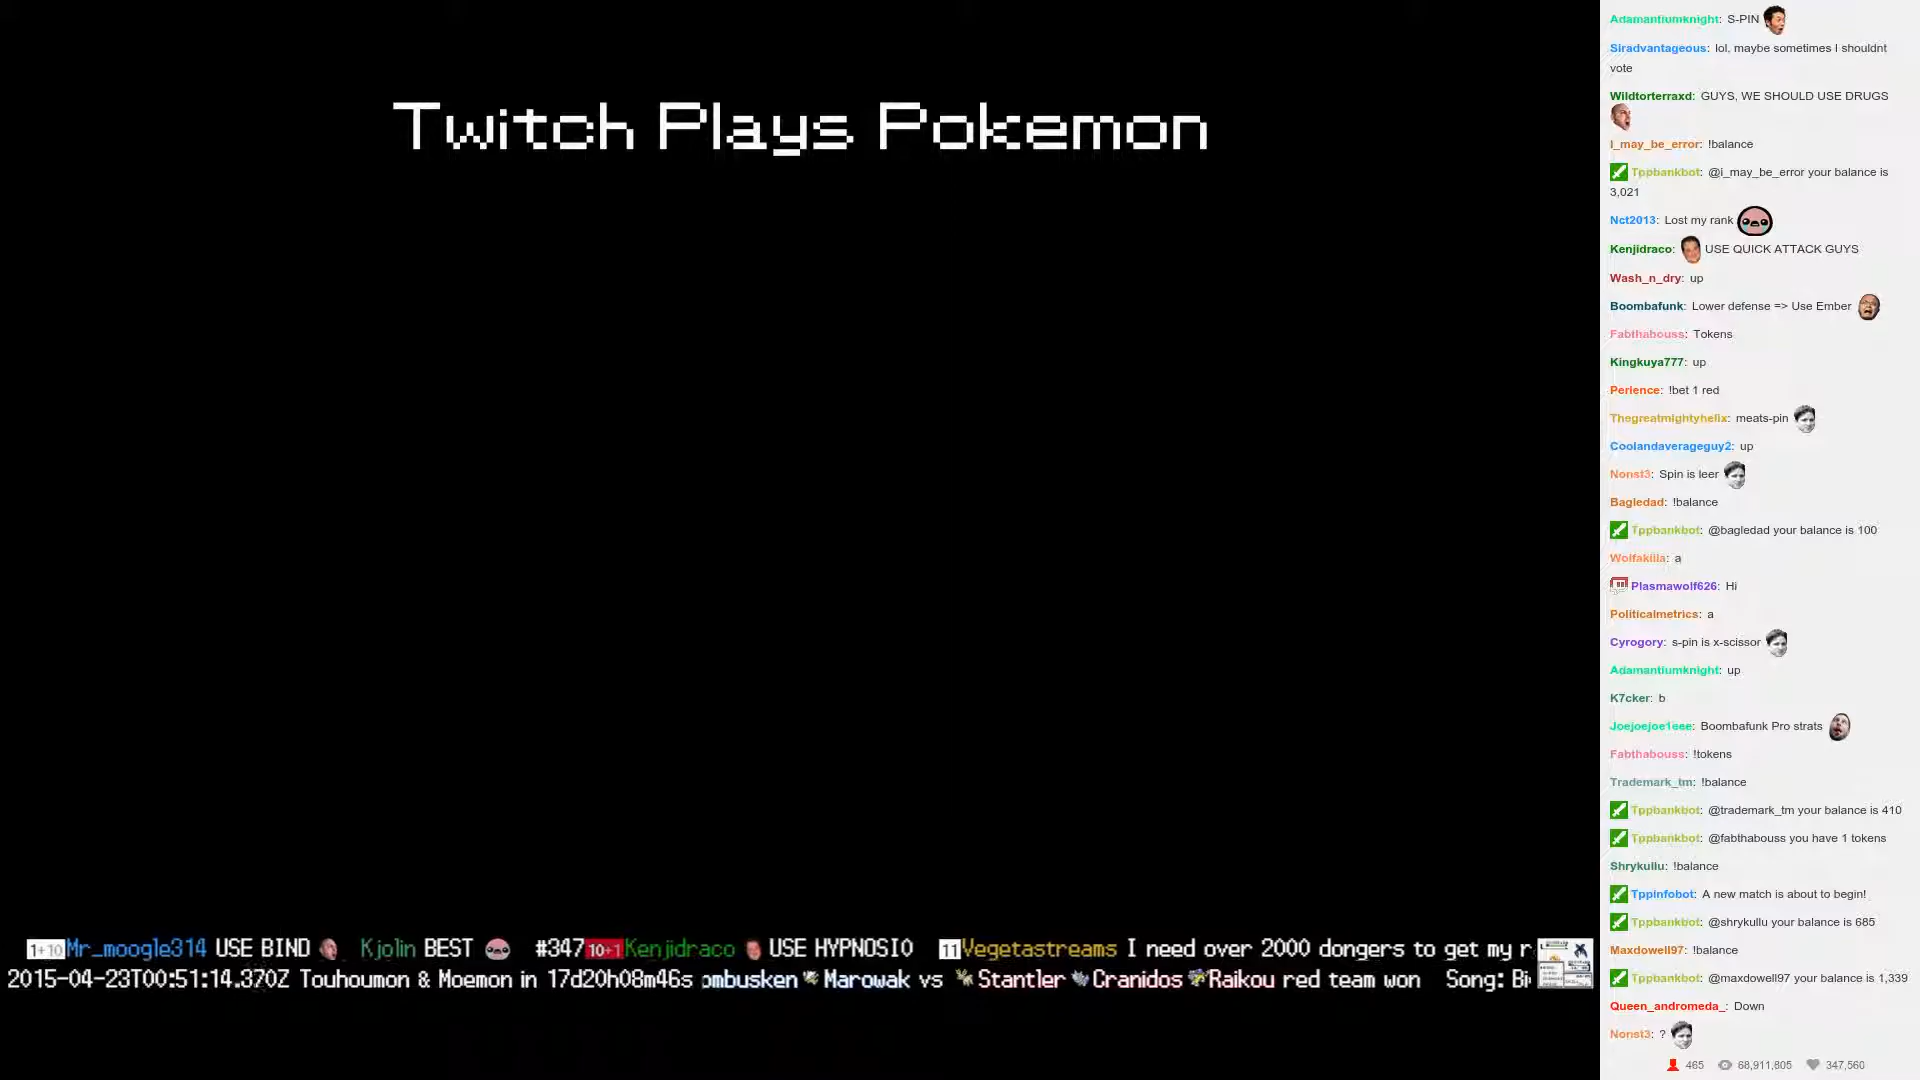 Twitch Plays Pokemon
1+10 Mr_moogle314 USE BIND Kjolin BEST #347 10+1 Kenjidraco USE HYPNOSIO 11 Vegetastreams I need over 2000 dongers to get my r
2015-04-23T00:51:14.370Z Touhoumon & Moemon in 17d20h08m46s ombusken Marowak vs Stantler Cranidos Raikou red team won Song: Bi
Adamantiumknight: S-PIN
Siradvantageous: lol, maybe sometimes I shouldnt
vote
Wildtorterraxd: GUYS, WE SHOULD USE DRUGS
I_may_be_error: !balance
Tppbankbot: @i_may_be_error your balance is
3,021
Nct2013: Lost my rank
Kenjidraco: USE QUICK ATTACK GUYS
Wash_n_dry: up
Boombafunk: Lower defense => Use Ember
Fabthabouss: Tokens
Kingkuya777: up
Perience: !bet 1 red
Thegreatmightyhelix: meats-pin
Coolandaverageguy2: up
Nonst3: Spin is leer
Bagledad: !balance
Tppbankbot: @bagledad your balance is 100
Wolfakilla: a
Plasmawolf626: Hi
Politicalmetrics: a
Cyrogory: s-pin is x-scissor
Adamantiumknight: up
K7cker: b
Joejoejoe1eee: Boombafunk Pro strats
Fabthabouss: !tokens
Trademark_tm: !balance
Tppbankbot: @trademark_tm your balance is 410
Tppbankbot: @fabthabouss you have 1 tokens
Shrykullu: !balance
Tppinfobot: A new match is about to begin!
Tppbankbot: @shrykullu your balance is 685
Maxdowell97: !balance
Tppbankbot: @maxdowell97 your balance is 1,339
Queen_andromeda_: Down
Nonst3: ?
465 68,911,805 347,560